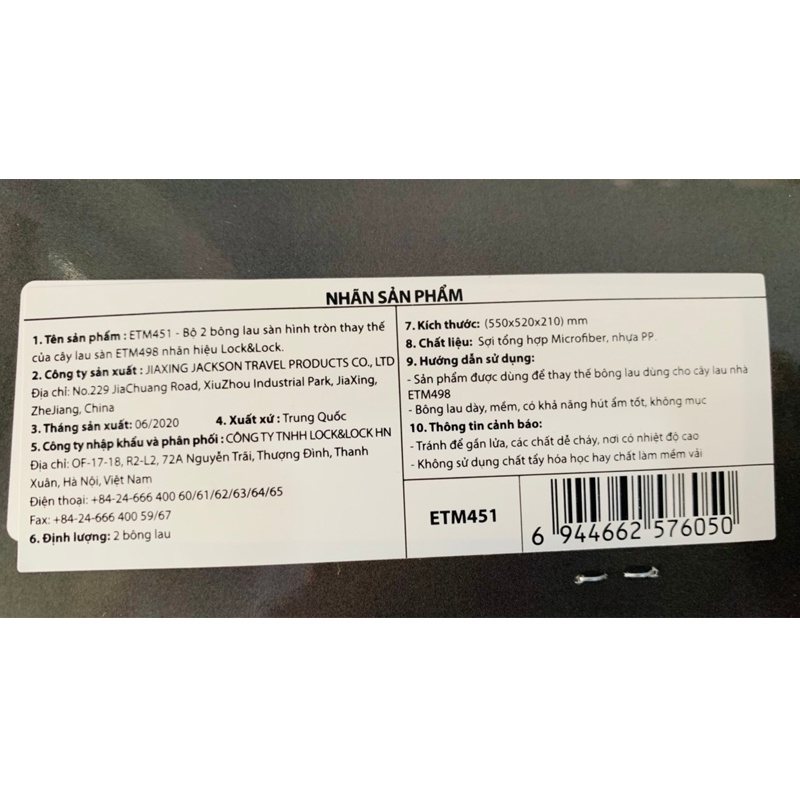 NHÃN SẢN PHẨM
1. Tên sản phẩm : ETM451 - Bộ 2 bông lau sàn hình tròn thay thế
của cây lau sàn ETM498 nhãn hiệu Lock&Lock.
2. Công ty sản xuất : JIAXING JACKSON TRAVEL PRODUCTS CO., LTD
Địa chỉ: No.229 JiaChuang Road, XiuZhou Industrial Park, JiaXing,
ZheJiang, China
3. Tháng sản xuất: 06/2020 4. Xuất xứ : Trung Quốc
5. Công ty nhập khẩu và phân phối : CÔNG TY TNHH LOCK&LOCK HN
Địa chỉ: OF-17-18, R2-L2, 72A Nguyễn Trãi, Thượng Đình, Thanh
Xuân, Hà Nội, Việt Nam
Điện thoại: +84-24-666 400 60/61/62/63/64/65
Fax: +84-24-666 400 59/67
6. Định lượng: 2 bông lau
7. Kích thước: (550x520x210) mm
8. Chất liệu: Sợi tổng hợp Microfiber, nhựa PP.
9. Hướng dẫn sử dụng:
- Sản phẩm được dùng để thay thế bông lau dùng cho cây lau nhà
ETM498
- Bông lau dày, mềm, có khả năng hút ẩm tốt, không mục
10. Thông tin cảnh báo:
- Tránh để gần lửa, các chất dễ cháy, nơi có nhiệt độ cao
- Không sử dụng chất tẩy hóa học hay chất làm mềm vải
ETM451
6 944662 576050